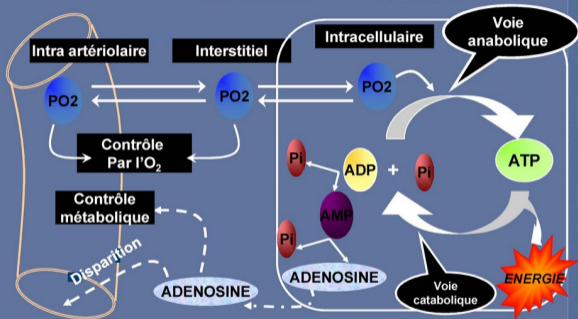 Voie
anabolique
Intra artériolaire
Interstitiel
Intracellulaire
PO2
PO2
PO2
Contrôle
Par l'O₂
Pi
ADP
+
Pi
ATP
Contrôle
métabolique
AMP
Pi
Disparition
ADENOSINE
ADENOSINE
Voie
catabolique
ENERGIE